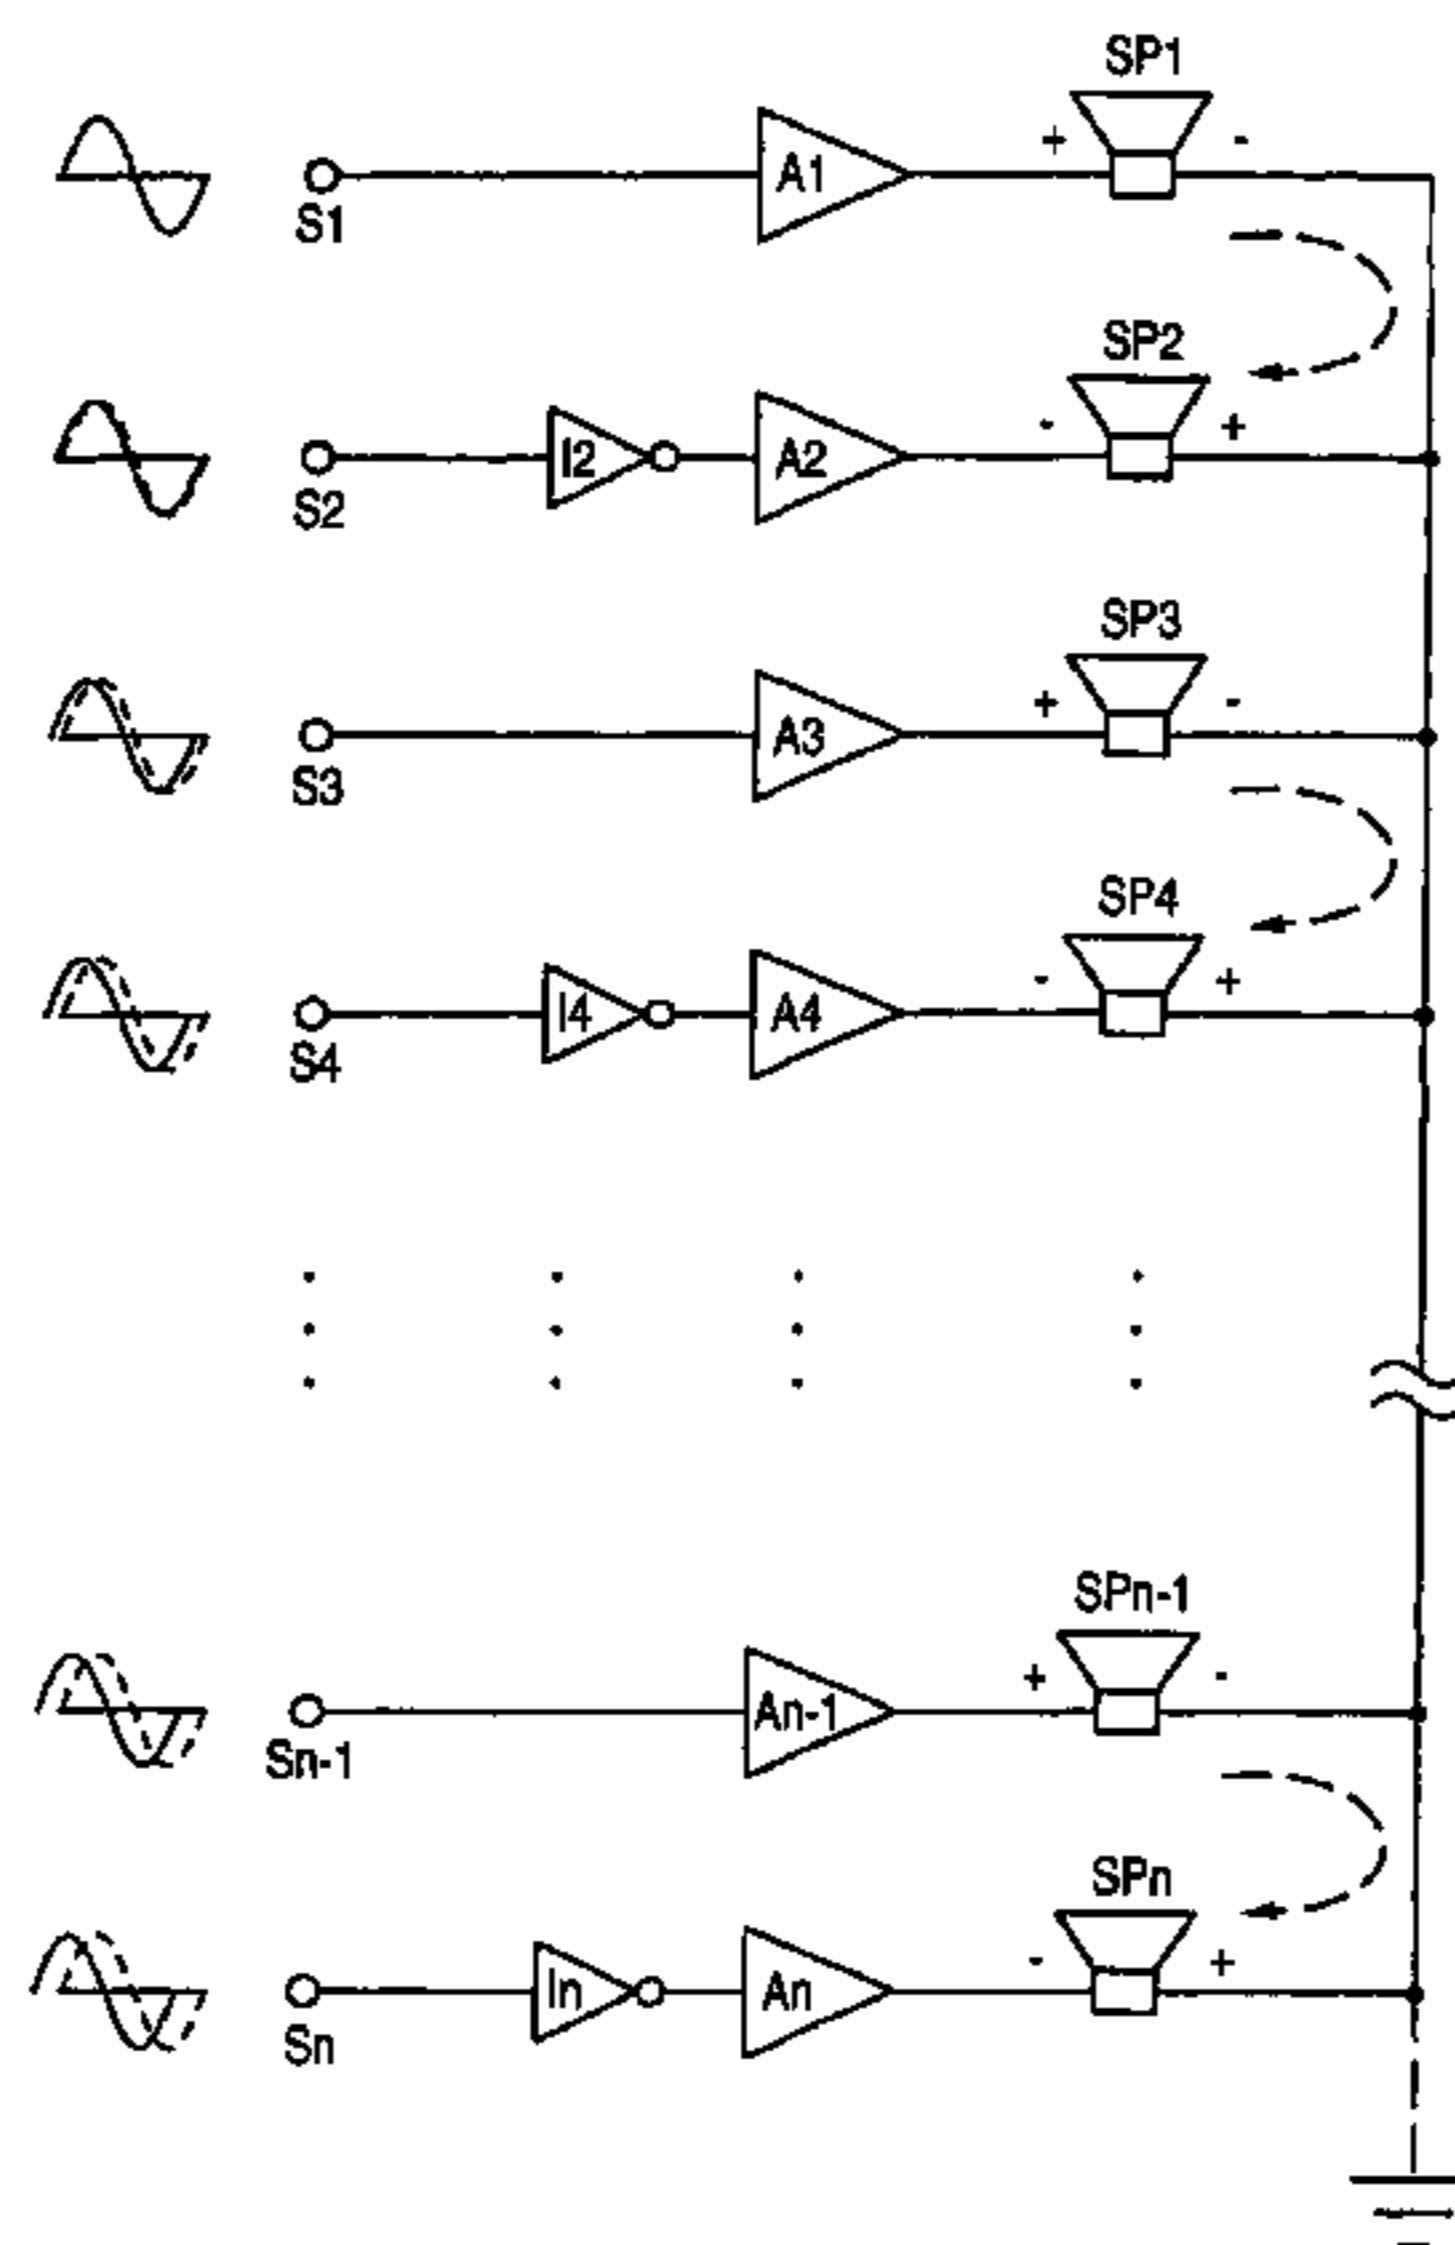 SP1
+ -
A1
S1
SP2
- +
I2 A2
S2
SP3
+ -
A3
S3
SP4
- +
I4 A4
S4
SPn-1
+ -
An-1
Sn-1
SPn
- +
In An
Sn